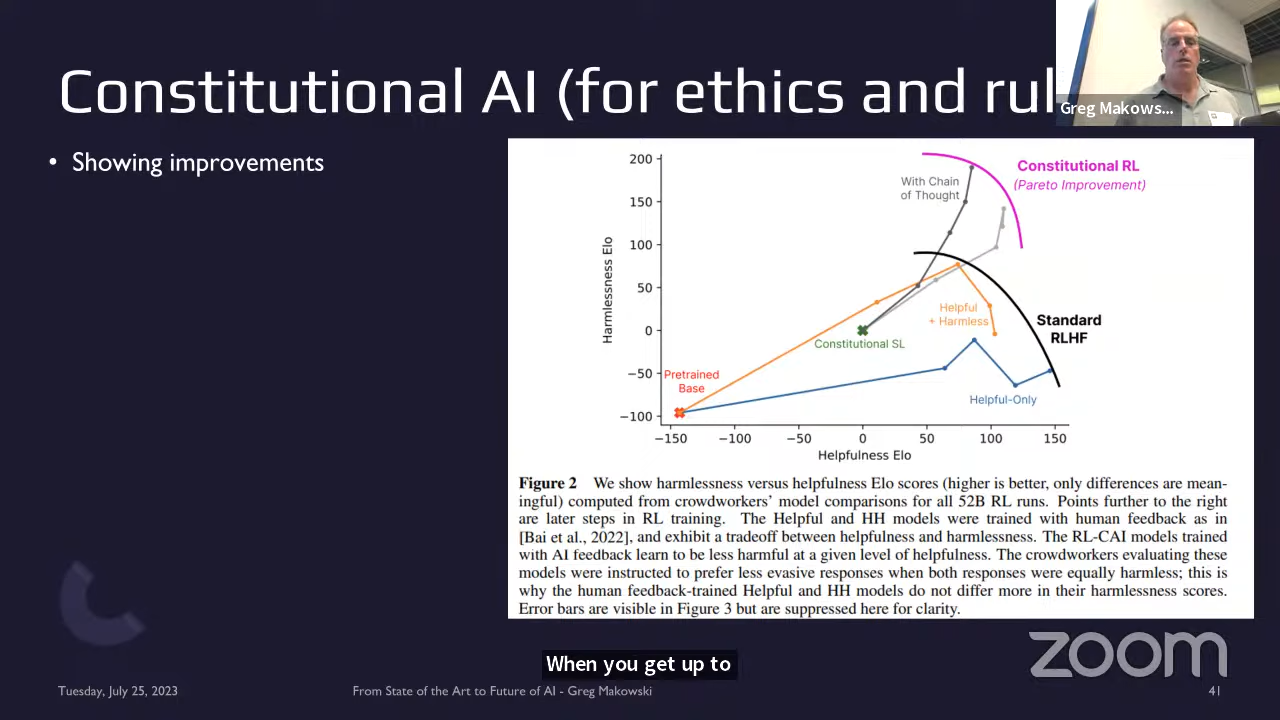 Constitutional AI (for ethics and rul
Greg Makows...
• Showing improvements
200
150
100
50
0
−50
−100
Harmlessness Elo
−150
−100
−50
0
50
100
150
Helpfulness Elo
With Chain
of Thought
Constitutional RL
(Pareto Improvement)
Helpful
+ Harmless
Standard
RLHF
Constitutional SL
Pretrained
Base
Helpful-Only
Figure 2 We show harmlessness versus helpfulness Elo scores (higher is better, only differences are mean-
ingful) computed from crowdworkers' model comparisons for all 52B RL runs. Points further to the right
are later steps in RL training. The Helpful and HH models were trained with human feedback as in
[Bai et al., 2022], and exhibit a tradeoff between helpfulness and harmlessness. The RL-CAI models trained
with AI feedback learn to be less harmful at a given level of helpfulness. The crowdworkers evaluating these
models were instructed to prefer less evasive responses when both responses were equally harmless; this is
why the human feedback-trained Helpful and HH models do not differ more in their harmlessness scores.
Error bars are visible in Figure 3 but are suppressed here for clarity.
When you get up to
zoom
Tuesday, July 25, 2023
From State of the Art to Future of AI - Greg Makowski
41